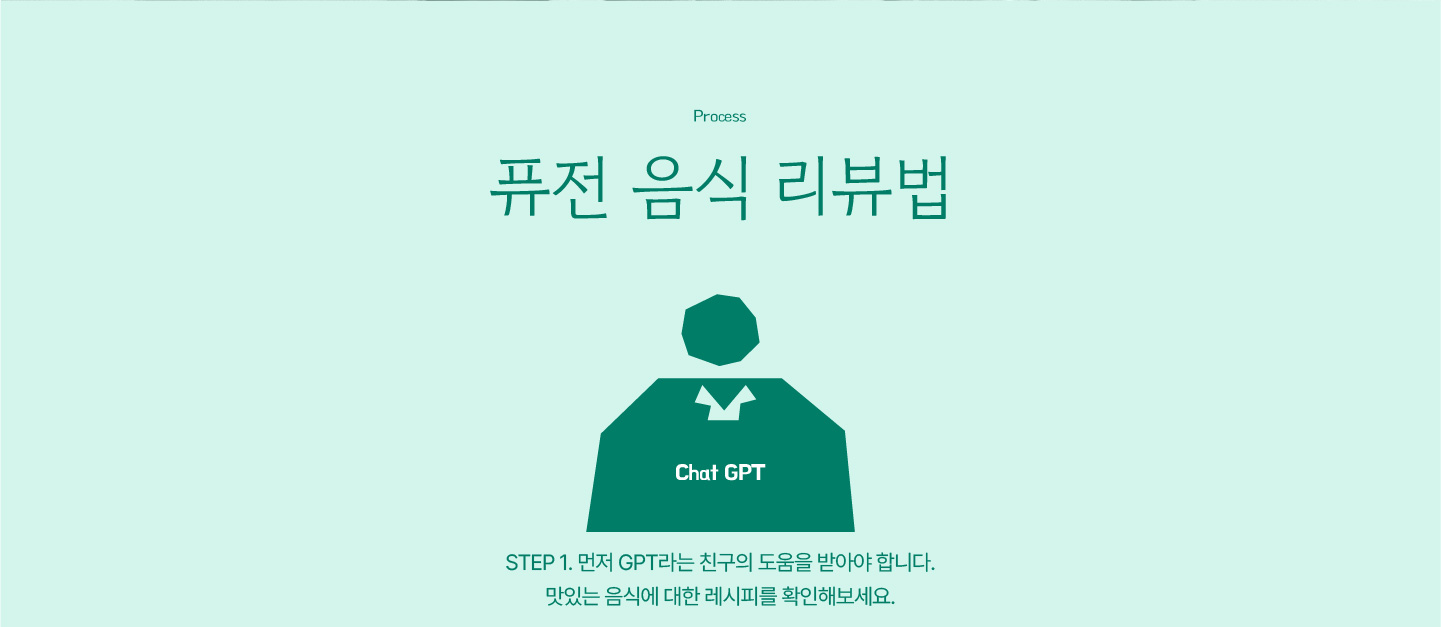 Process
퓨전 음식 리뷰법
Chat GPT
STEP 1. 먼저 GPT라는 친구의 도움을 받아야 합니다.
맛있는 음식에 대한 레시피를 확인해보세요.